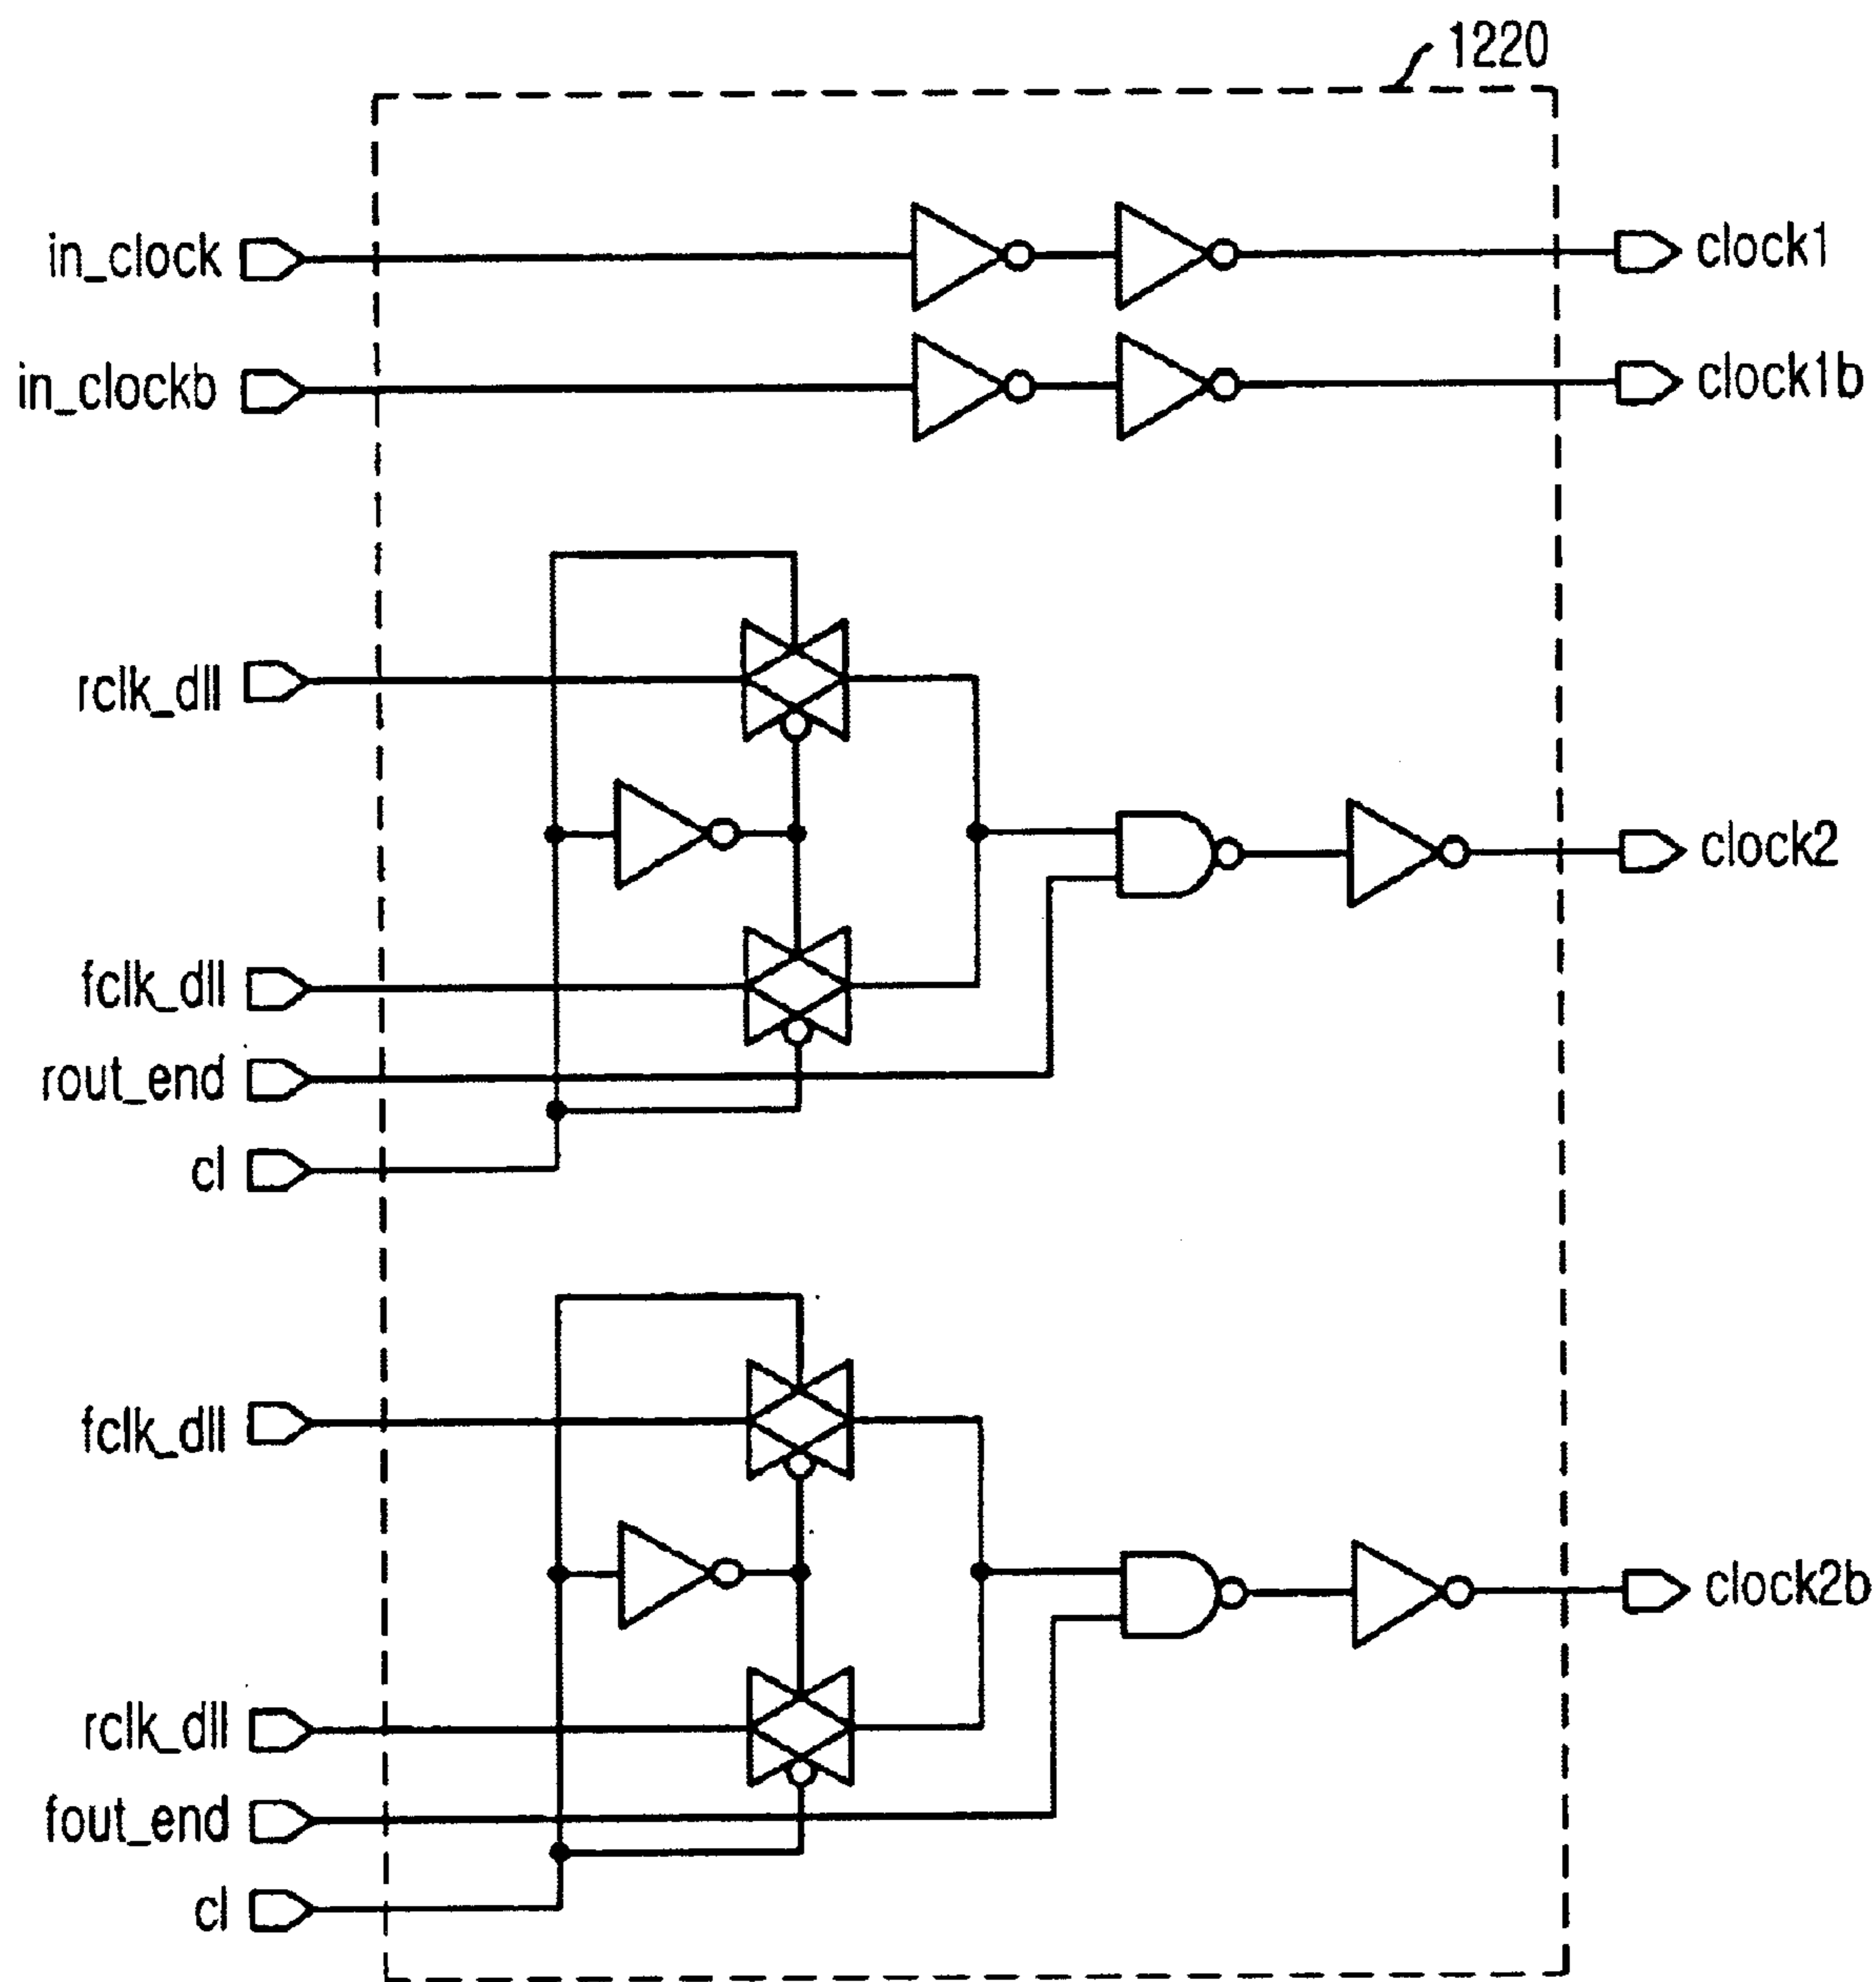 1220
in_clock
clock1
in_clockb
clock1b
rclk_dll
clock2
fclk_dll
rout_end
cl
fclk_dll
clock2b
rclk_dll
fout_end
cl